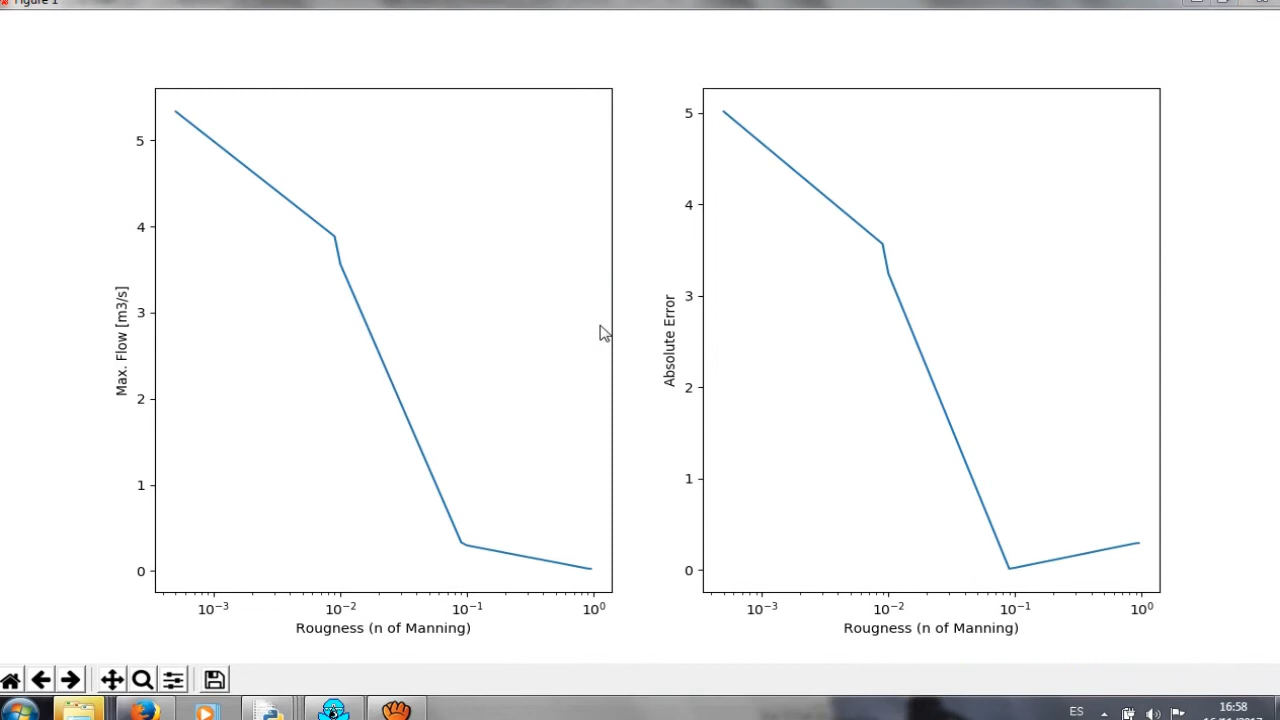 Figure 1
5
4
3
2
1
0
Max. Flow [m3/s]
10⁻³ 10⁻² 10⁻¹ 10⁰
Rougness (n of Manning)
5
4
3
2
1
0
Absolute Error
10⁻³ 10⁻² 10⁻¹ 10⁰
Rougness (n of Manning)
ES
16:58